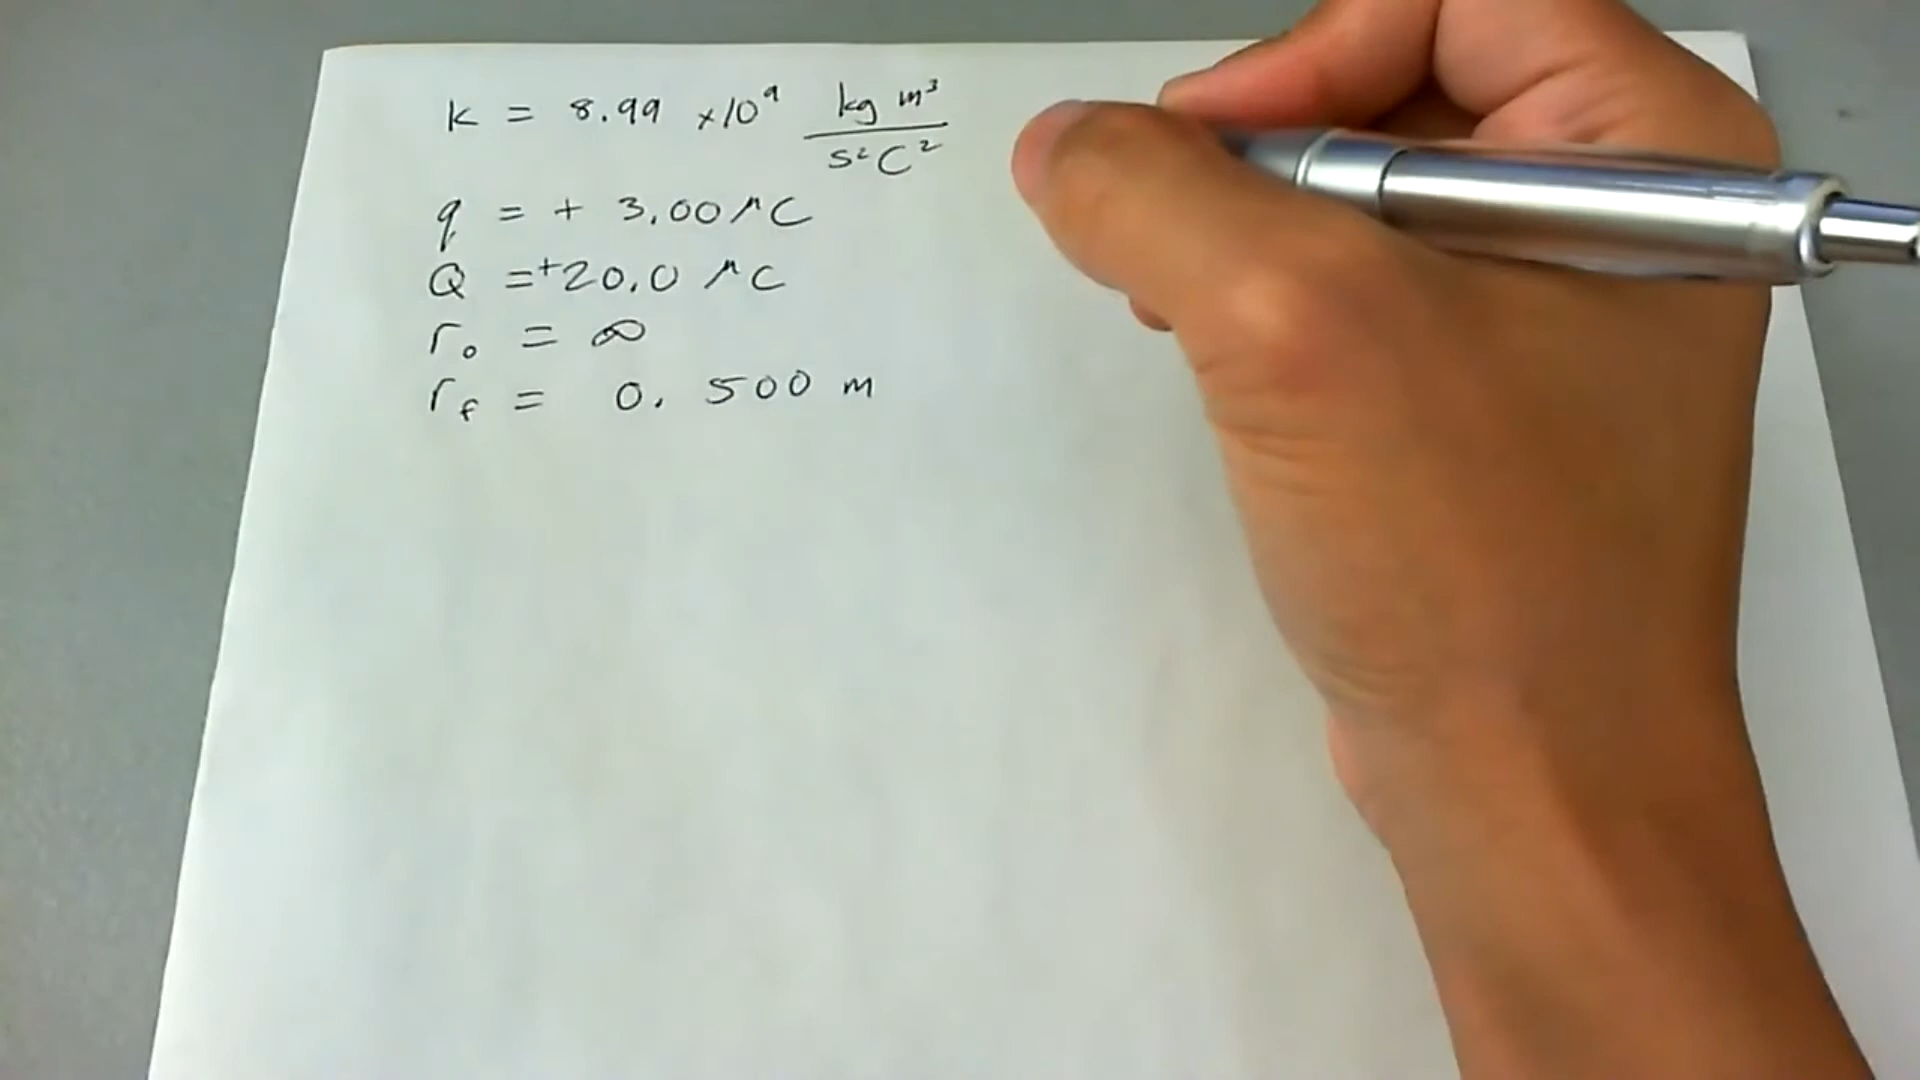 k = 8.99 ×10⁹ kg m³ / s²C²
q = + 3.00 μC
Q = +20.0 μC
r₀ = ∞
r_f = 0.500 m